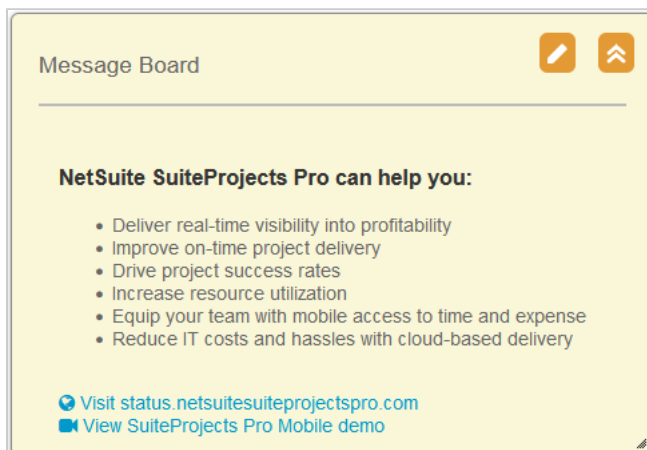 Message Board
NetSuite SuiteProjects Pro can help you:
• Deliver real-time visibility into profitability
• Improve on-time project delivery
• Drive project success rates
• Increase resource utilization
• Equip your team with mobile access to time and expense
• Reduce IT costs and hassles with cloud-based delivery
Visit status.netsuitesuiteprojectspro.com
View SuiteProjects Pro Mobile demo